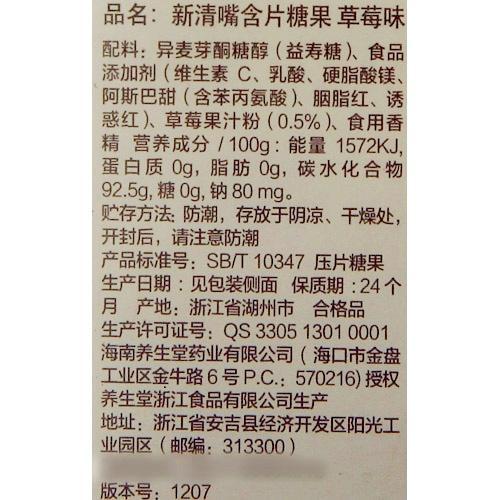 品名：新清嘴含片糖果 草莓味
配料：异麦芽酮糖醇（益寿糖）、食品
添加剂（维生素 C、乳酸、硬脂酸镁、
阿斯巴甜（含苯丙氨酸）、胭脂红、诱
惑红）、草莓果汁粉（0.5%）、食用香
精 营养成分 / 100g：能量 1572KJ,
蛋白质 0g, 脂肪 0g, 碳水化合物
92.5g, 糖 0g, 钠 80 mg。
贮存方法: 防潮，存放于阴凉、干燥处，
开封后，请注意防潮
产品标准号：SB/T 10347 压片糖果
生产日期：见包装侧面 保质期：24 个
月 产地：浙江省湖州市 合格品
生产许可证号：QS 3305 1301 0001
海南养生堂药业有限公司（海口市金盘
工业区金牛路 6 号 P.C.：570216) 授权
养生堂浙江食品有限公司生产
地址：浙江省安吉县经济开发区阳光工
业园区（邮编：313300）
版本号：1207